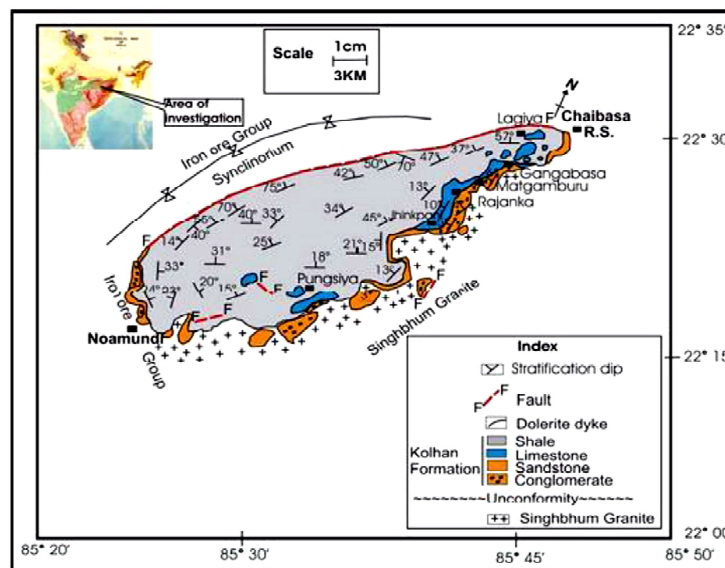 Scale
1cm
3KM
22° 35'
Area of
investigation
N
Lagiya F
Chaibasa
R.S.
22° 30
Iron ore Group
Synclinorium
57°
37°
47°
70°
50°
42°
75°
Gangabasa
Matgamburu
Rajanka
13°
10°
Jhinkpani
70°
40°
33°
34°
45°
14°
40°
25°
21°
15°
F
31°
18°
13°
33°
Pungsiya
F
F
20°
15°
23°
F
F
F
F
Iron ore
Group
Noamundi
Singhbhum Granite
22° 15
Index
Stratification dip
F
F
Fault
Dolerite dyke
Kolhan
Formation
Shale
Limestone
Sandstone
Conglomerate
Unconformity
Singhbhum Granite
22° 00
85° 20'
85° 30
85° 45'
85° 50'